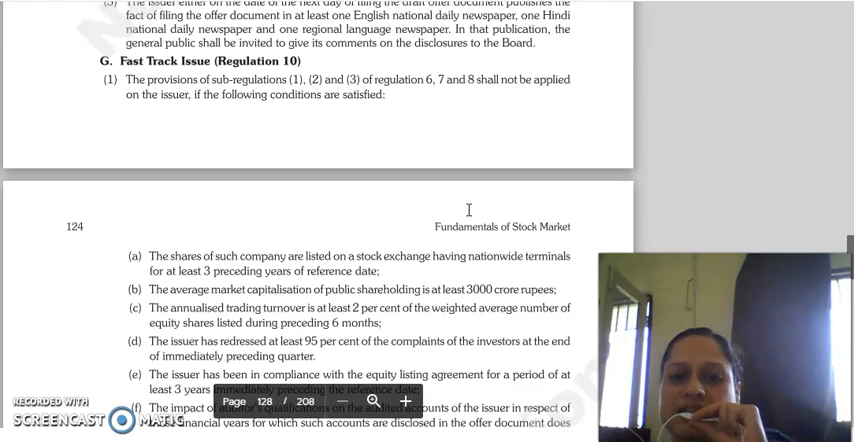 (3) The issuer either on the date or the next day of filing the draft offer document publishes the
fact of filing the offer document in at least one English national daily newspaper, one Hindi
national daily newspaper and one regional language newspaper. In that publication, the
general public shall be invited to give its comments on the disclosures to the Board.
G. Fast Track Issue (Regulation 10)
(1) The provisions of sub-regulations (1), (2) and (3) of regulation 6, 7 and 8 shall not be applied
on the issuer, if the following conditions are satisfied:
124 Fundamentals of Stock Market
(a) The shares of such company are listed on a stock exchange having nationwide terminals
for at least 3 preceding years of reference date;
(b) The average market capitalisation of public shareholding is at least 3000 crore rupees;
(c) The annualised trading turnover is at least 2 per cent of the weighted average number of
equity shares listed during preceding 6 months;
(d) The issuer has redressed at least 95 per cent of the complaints of the investors at the end
of immediately preceding quarter.
(e) The issuer has been in compliance with the equity listing agreement for a period of at
least 3 years immediately preceding the reference date;
(f) The impact of auditor's qualifications on the audited accounts of the issuer in respect of
financial years for which such accounts are disclosed in the offer document does
Page 128 / 208
RECORDED WITH
SCREENCAST MATIC